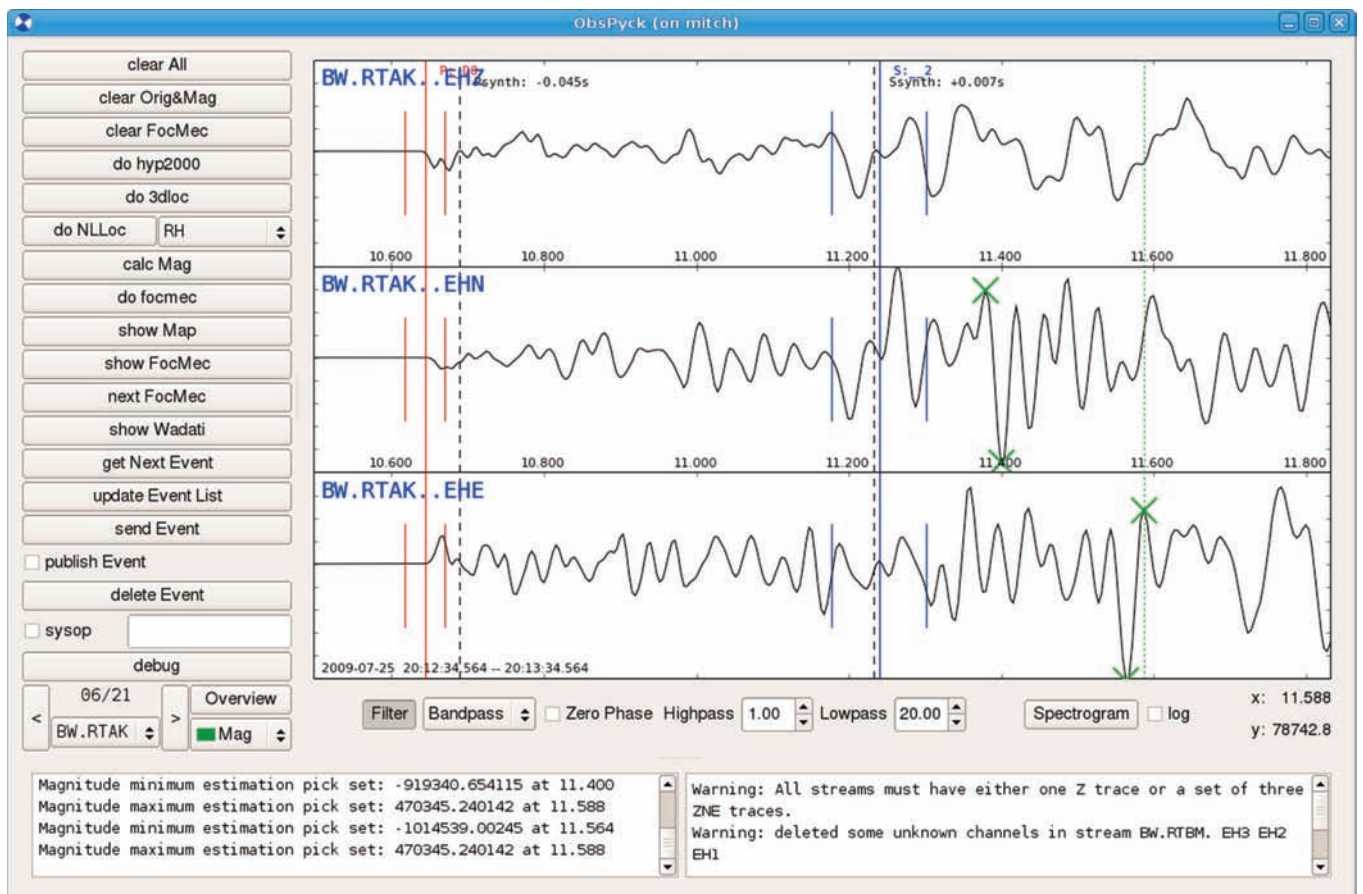 ObsPyck (on mitch)
clear All
clear Orig&Mag
clear FocMec
do hyp2000
do 3dloc
do NLLoc RH
calc Mag
do focmec
show Map
show FocMec
next FocMec
show Wadati
get Next Event
update Event List
send Event
publish Event
delete Event
sysop
debug
06/21
Overview
<
BW.RTAK
>
Mag
BW.RTAK..EHZ
Psynth: -0.045s
S:__2
Ssynth: +0.007s
10.600 10.800 11.000 11.200 11.400 11.600 11.800
BW.RTAK..EHN
10.600 10.800 11.000 11.200 11.400 11.600 11.800
BW.RTAK..EHE
2009-07-25 20:12:34.564 -- 20:13:34.564
Filter Bandpass Zero Phase Highpass 1.00 Lowpass 20.00 Spectrogram log
x: 11.588
y: 78742.8
Magnitude minimum estimation pick set: -919340.654115 at 11.400
Magnitude maximum estimation pick set: 470345.240142 at 11.588
Magnitude minimum estimation pick set: -1014539.00245 at 11.564
Magnitude maximum estimation pick set: 470345.240142 at 11.588
Warning: All streams must have either one Z trace or a set of three
ZNE traces.
Warning: deleted some unknown channels in stream BW.RTBM. EH3 EH2
EH1